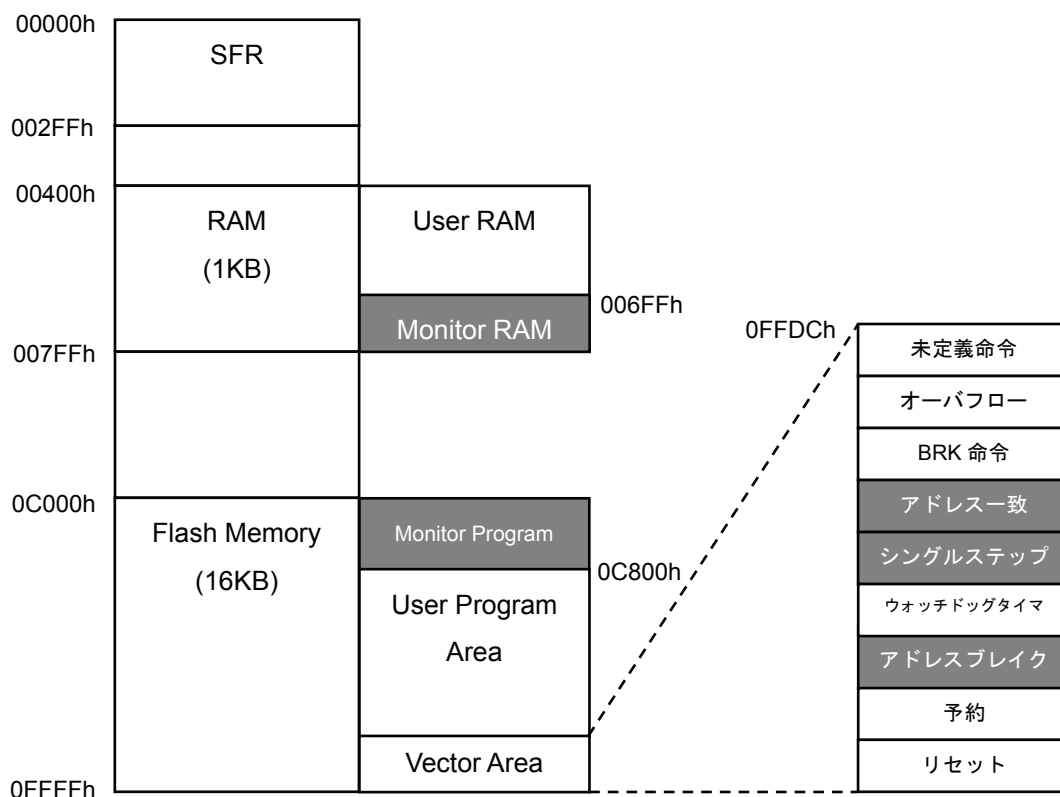 00000h
SFR
002FFh
00400h
RAM
(1KB)
User RAM
006FFh
Monitor RAM
007FFh
0C000h
Flash Memory
(16KB)
Monitor Program
0C800h
User Program
Area
Vector Area
0FFFFh
0FFDCh
未定義命令
オーバフロー
BRK 命令
アドレス一致
シングルステップ
ウォッチドッグタイマ
アドレスブレイク
予約
リセット